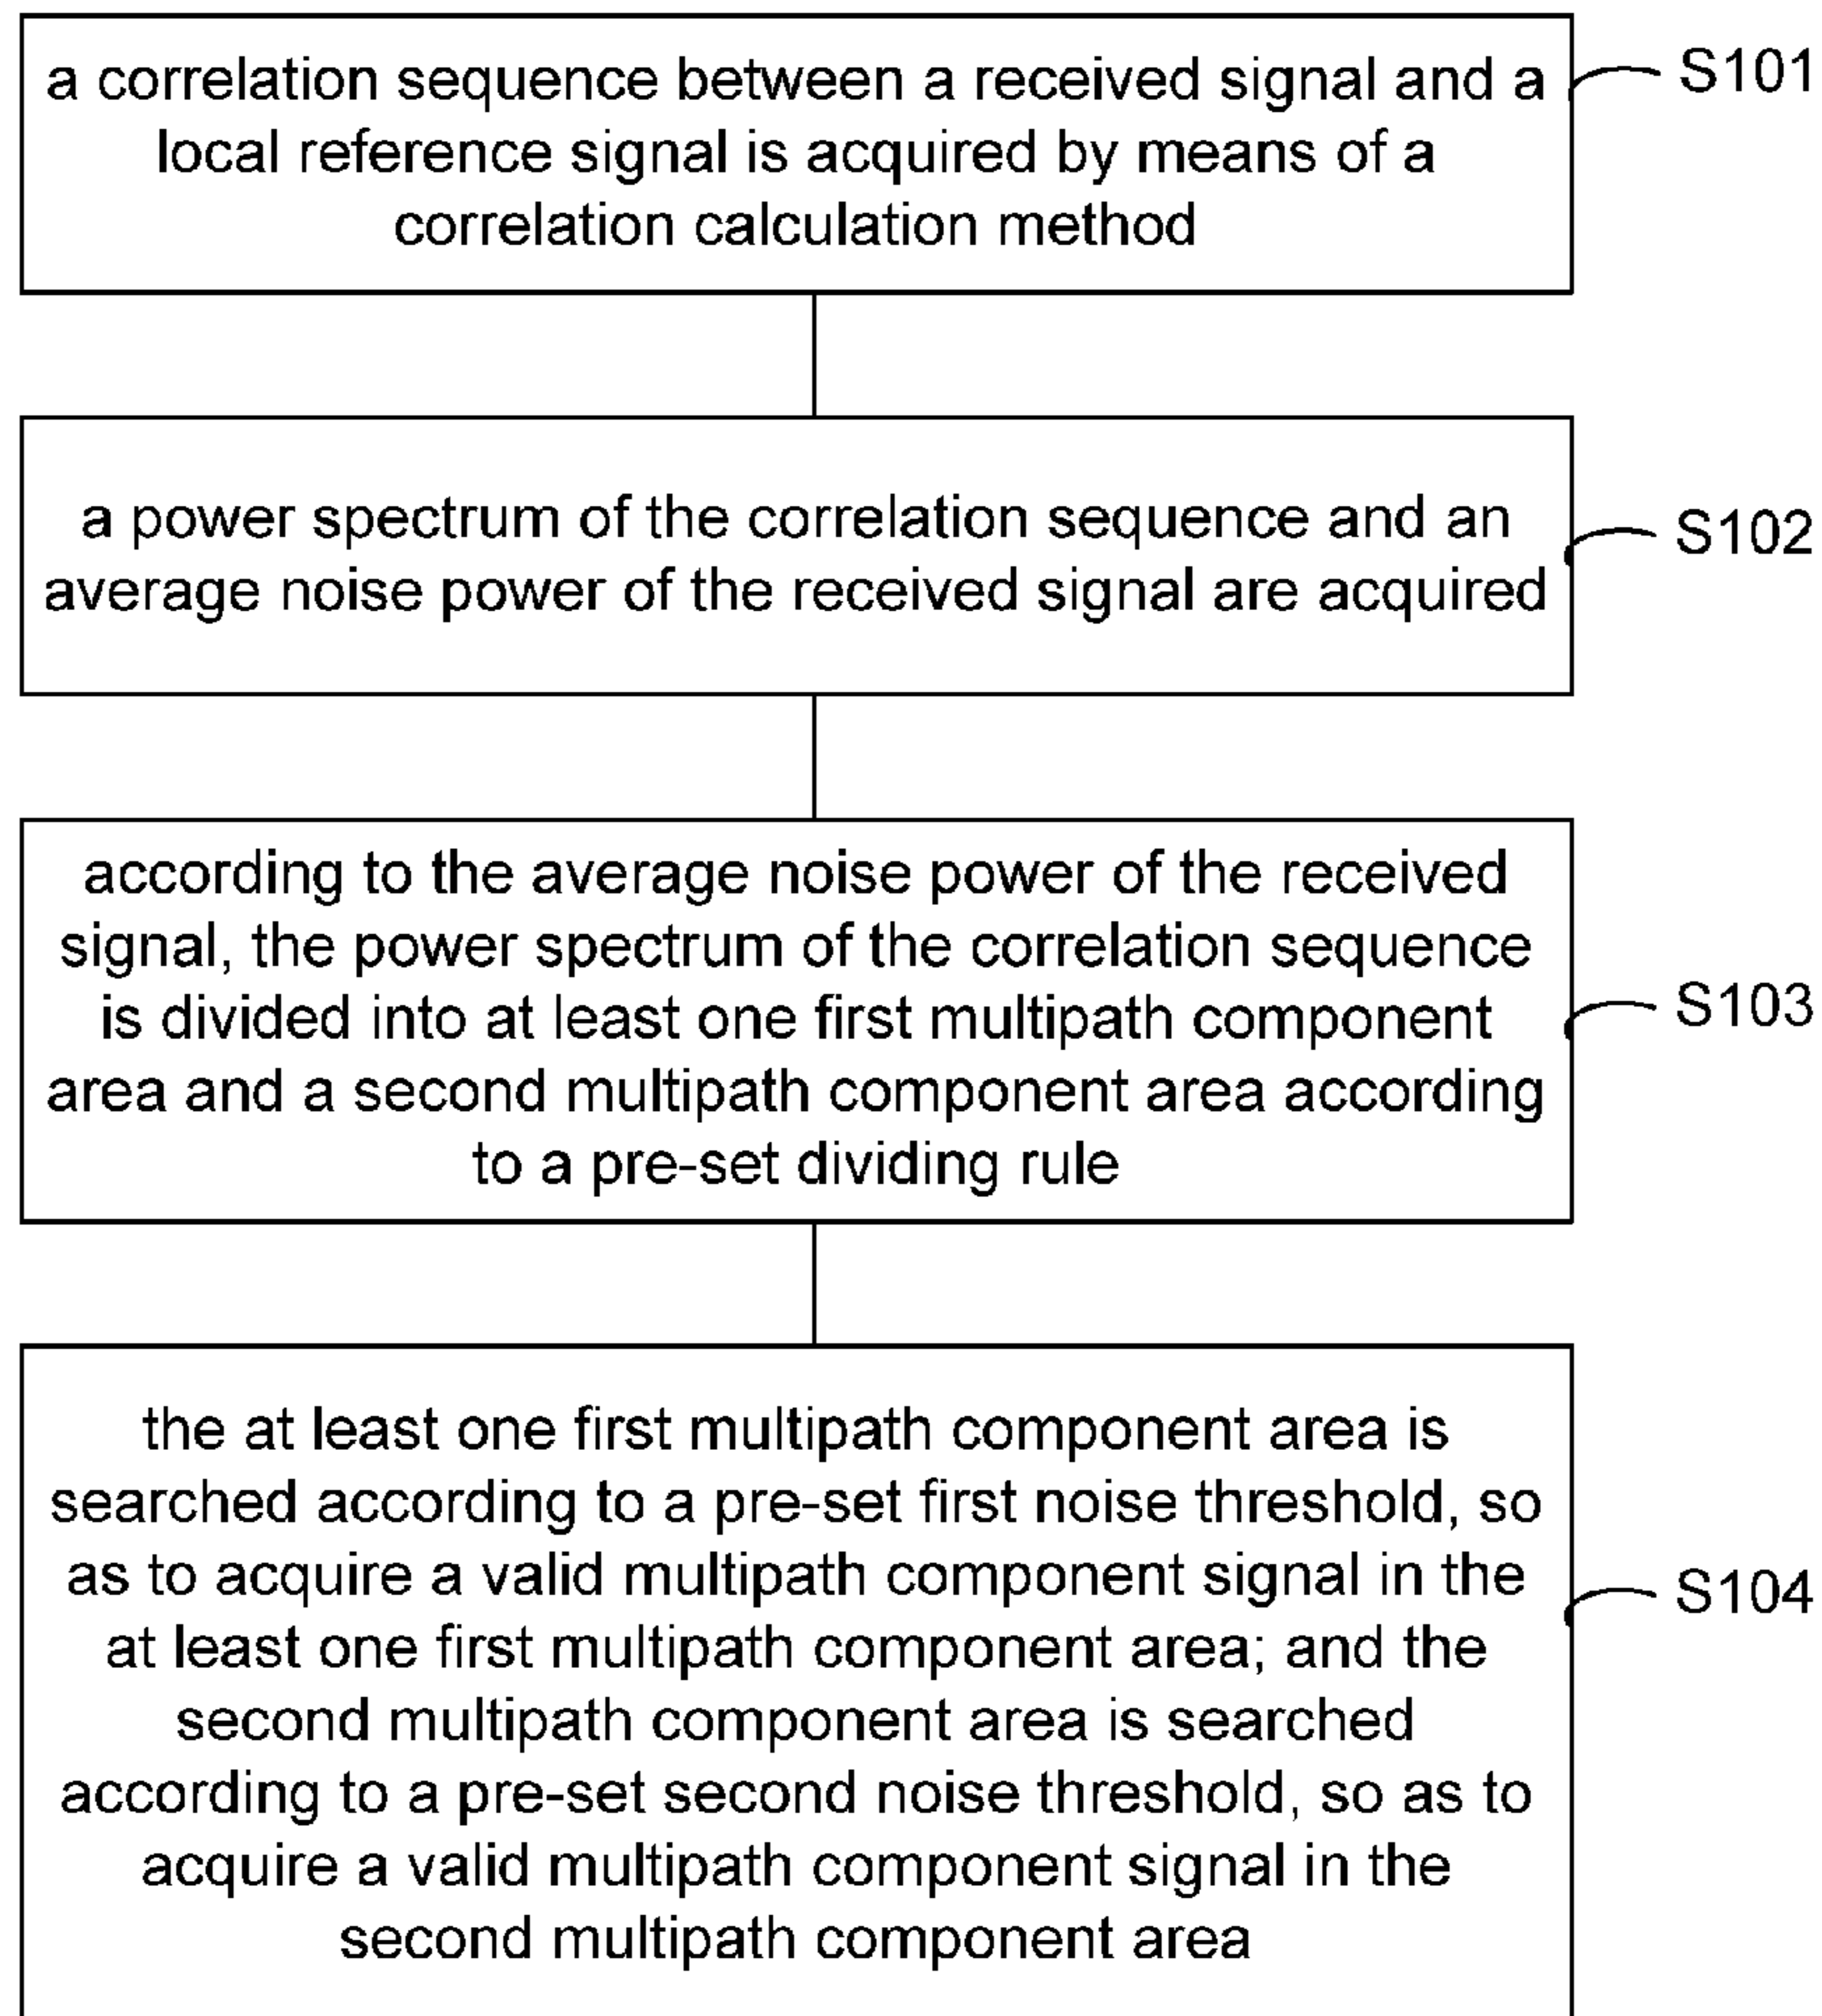 a correlation sequence between a received signal and a
local reference signal is acquired by means of a
correlation calculation method
S101
a power spectrum of the correlation sequence and an
average noise power of the received signal are acquired
S102
according to the average noise power of the received
signal, the power spectrum of the correlation sequence
is divided into at least one first multipath component
area and a second multipath component area according
to a pre-set dividing rule
S103
the at least one first multipath component area is
searched according to a pre-set first noise threshold, so
as to acquire a valid multipath component signal in the
at least one first multipath component area; and the
second multipath component area is searched
according to a pre-set second noise threshold, so as to
acquire a valid multipath component signal in the
second multipath component area
S104